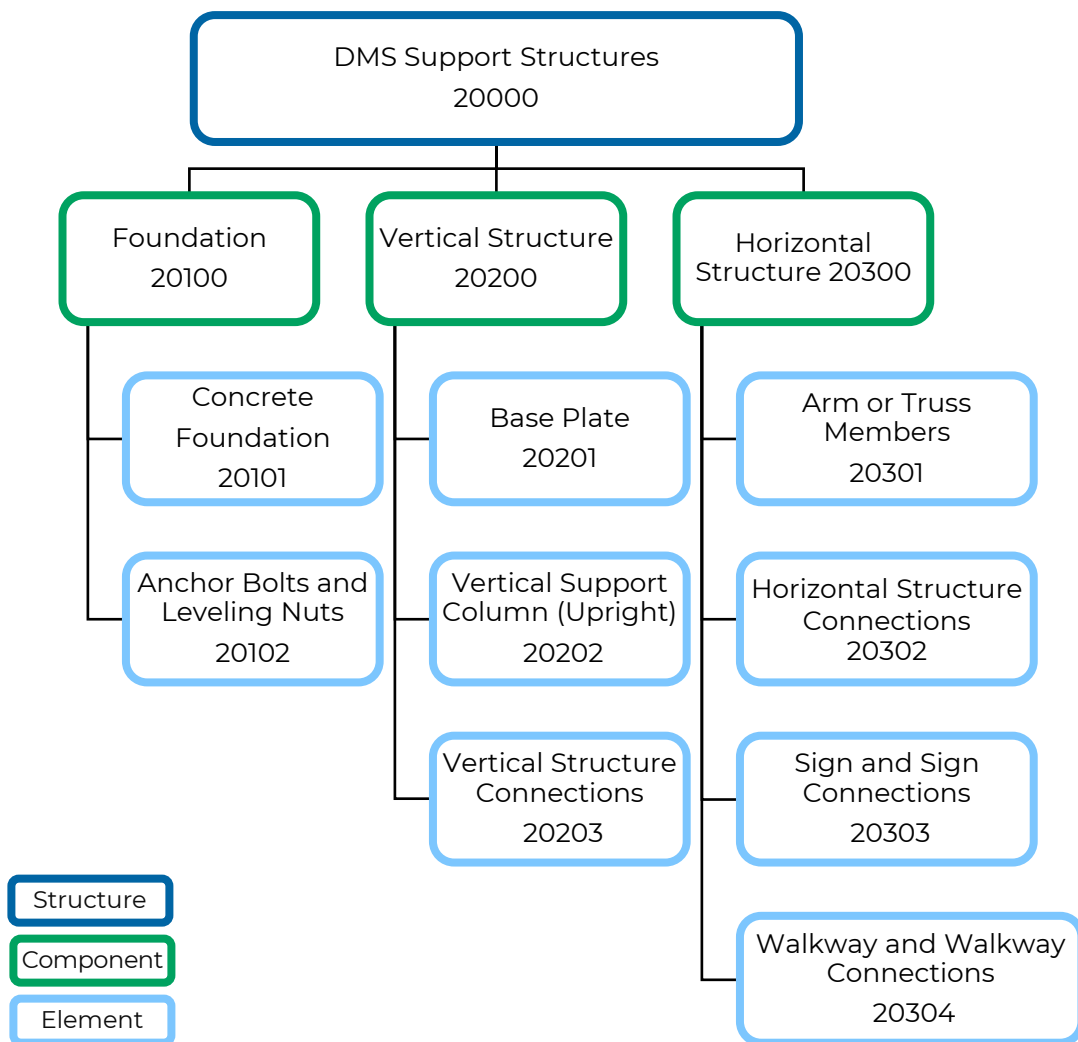 DMS Support Structures
20000
Foundation
20100
Vertical Structure
20200
Horizontal
Structure 20300
Concrete
Foundation
20101
Base Plate
20201
Arm or Truss
Members
20301
Anchor Bolts and
Leveling Nuts
20102
Vertical Support
Column (Upright)
20202
Horizontal Structure
Connections
20302
Vertical Structure
Connections
20203
Sign and Sign
Connections
20303
Walkway and Walkway
Connections
20304
Structure
Component
Element